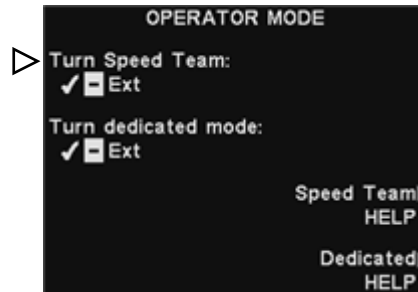 OPERATOR MODE
Turn Speed Team:
✓ - Ext
Turn dedicated mode:
✓ - Ext
Speed Team
HELP
Dedicated
HELP